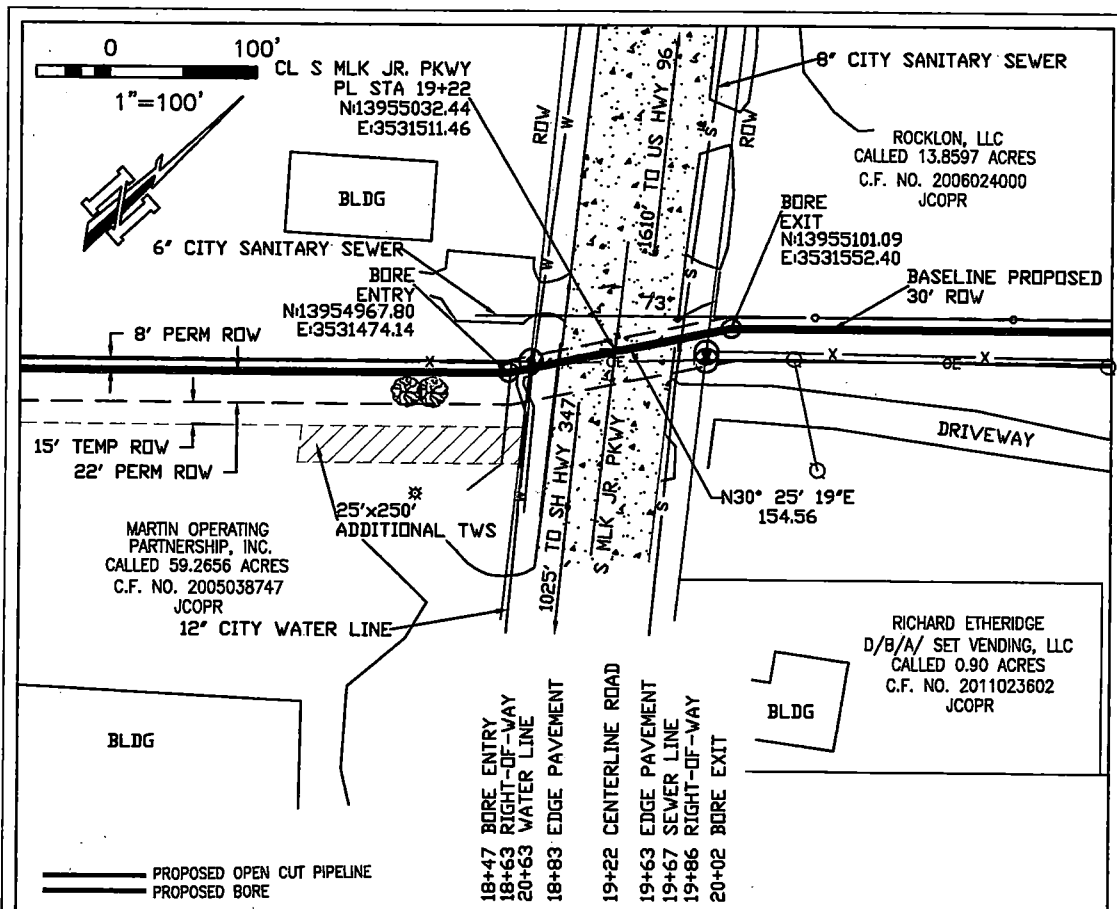 0 100'
1"=100'
CL S MLK JR. PKWY
PL STA 19+22
N:13955032.44
E:3531511.46
ROW
W
1610' TO US HWY 96
S
ROW
8" CITY SANITARY SEWER
ROCKLON, LLC
CALLED 13.8597 ACRES
C.F. NO. 2006024000
JCOPR
BLDG
6" CITY SANITARY SEWER
BORE
ENTRY
N:13954967.80
E:3531474.14
W
S
73°
BORE
EXIT
N:13955101.09
E:3531552.40
BASELINE PROPOSED
30' ROW
8' PERM ROW
X
X
OE
X
15' TEMP ROW
22' PERM ROW
25'x250'
ADDITIONAL TWS
W
1025' TO SH HWY 347
S MLK JR. PKWY
S
S
DRIVEWAY
N30° 25' 19"E
154.56
MARTIN OPERATING
PARTNERSHIP, INC.
CALLED 59.2656 ACRES
C.F. NO. 2005038747
JCOPR
12" CITY WATER LINE
RICHARD ETHERIDGE
D/B/A/ SET VENDING, LLC
CALLED 0.90 ACRES
C.F. NO. 2011023602
JCOPR
BLDG
BLDG
18+47 BORE ENTRY
18+63 RIGHT-OF-WAY
20+63 WATER LINE
18+83 EDGE PAVEMENT
19+22 CENTERLINE ROAD
19+63 EDGE PAVEMENT
19+67 SEWER LINE
19+86 RIGHT-OF-WAY
20+02 BORE EXIT
PROPOSED OPEN CUT PIPELINE
PROPOSED BORE